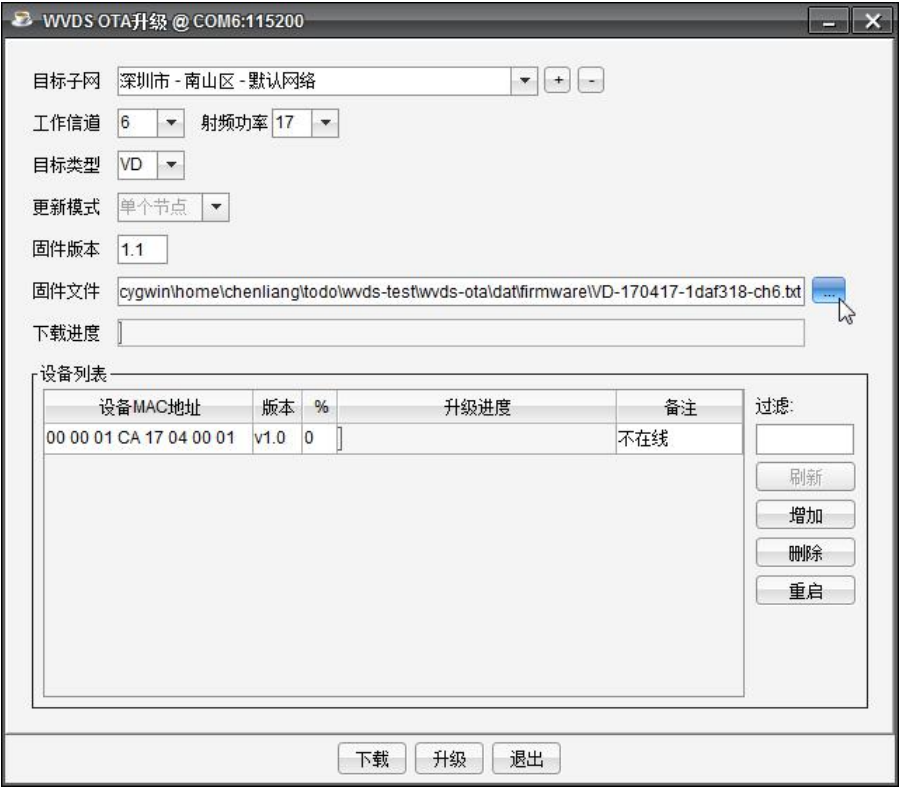 WVDS OTA升级 @ COM6:115200
目标子网 深圳市 - 南山区 - 默认网络 + -
工作信道 6 射频功率 17
目标类型 VD
更新模式 单个节点
固件版本 1.1
固件文件 cygwin\home\chenliang\todo\wvds-test\wvds-ota\dat\firmware\VD-170417-1daf318-ch6.txt ...
下载进度
设备列表
设备MAC地址 版本 % 升级进度 备注 过滤:
00 00 01 CA 17 04 00 01 v1.0 0 不在线
刷新
增加
删除
重启
下载 升级 退出